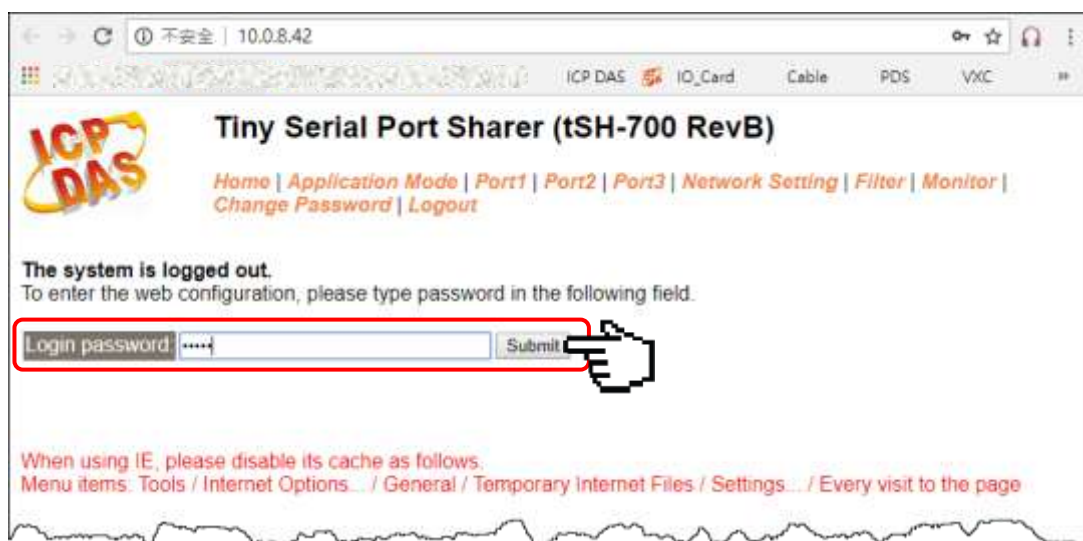 不安全 | 10.0.8.42
ICP DAS IO_Card Cable PDS VXC »
ICP DAS
Tiny Serial Port Sharer (tSH-700 RevB)
Home | Application Mode | Port1 | Port2 | Port3 | Network Setting | Filter | Monitor |
Change Password | Logout
The system is logged out.
To enter the web configuration, please type password in the following field.
Login password: ····· Submit
When using IE, please disable its cache as follows.
Menu items: Tools / Internet Options... / General / Temporary Internet Files / Settings... / Every visit to the page